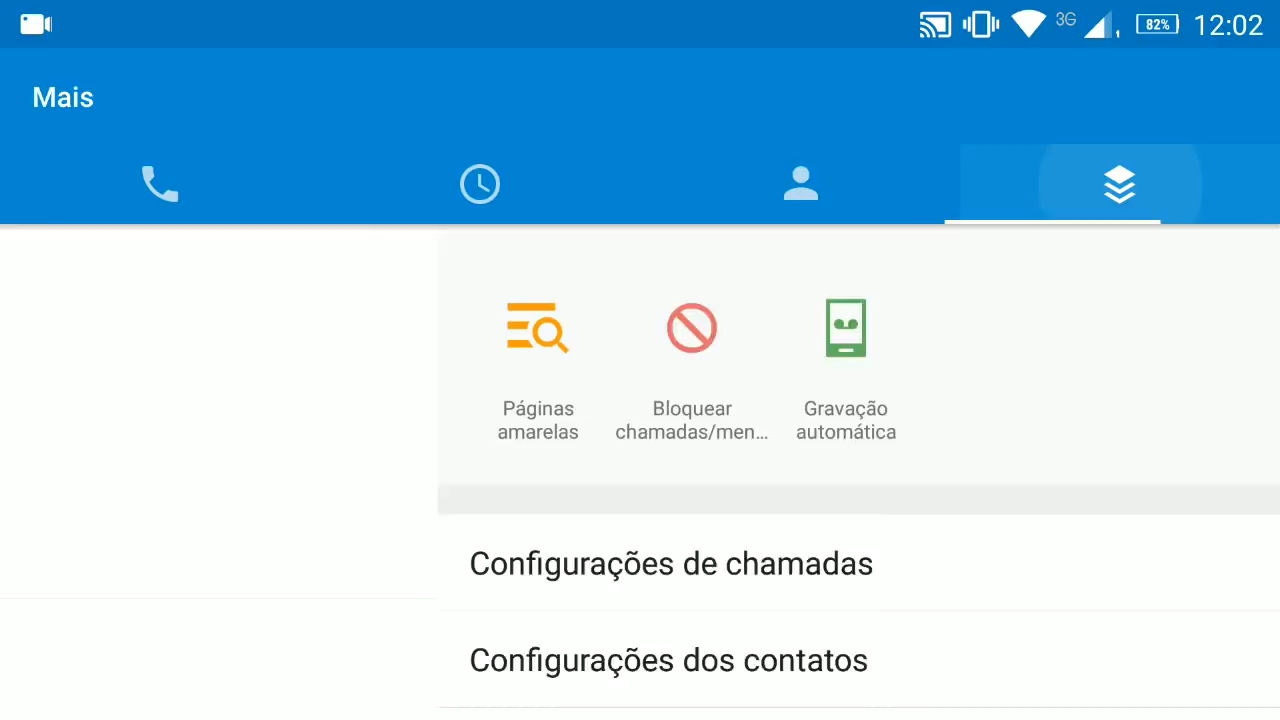 3G 82% 12:02
Mais
Páginas
amarelas
Bloquear
chamadas/men...
Gravação
automática
Configurações de chamadas
Configurações dos contatos